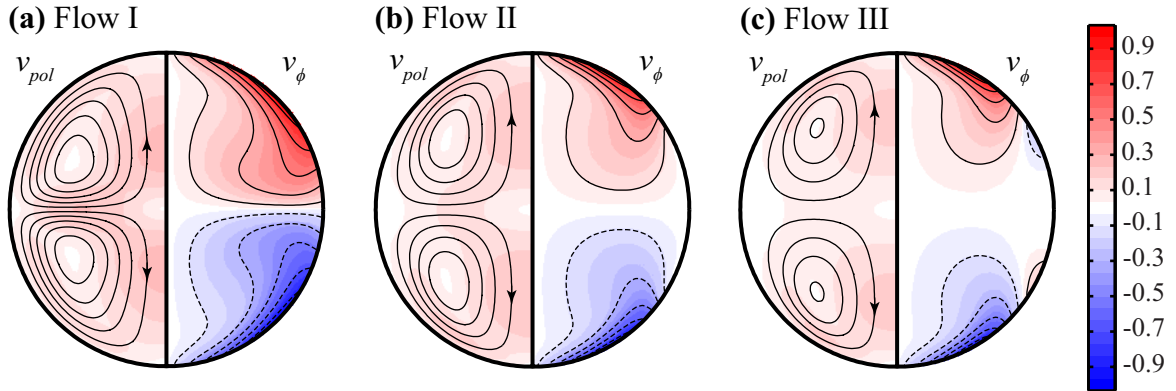 (a) Flow I
(b) Flow II
(c) Flow III
v_pol
v_ϕ
v_pol
v_ϕ
v_pol
v_ϕ
0.9
0.7
0.5
0.3
0.1
-0.1
-0.3
-0.5
-0.7
-0.9